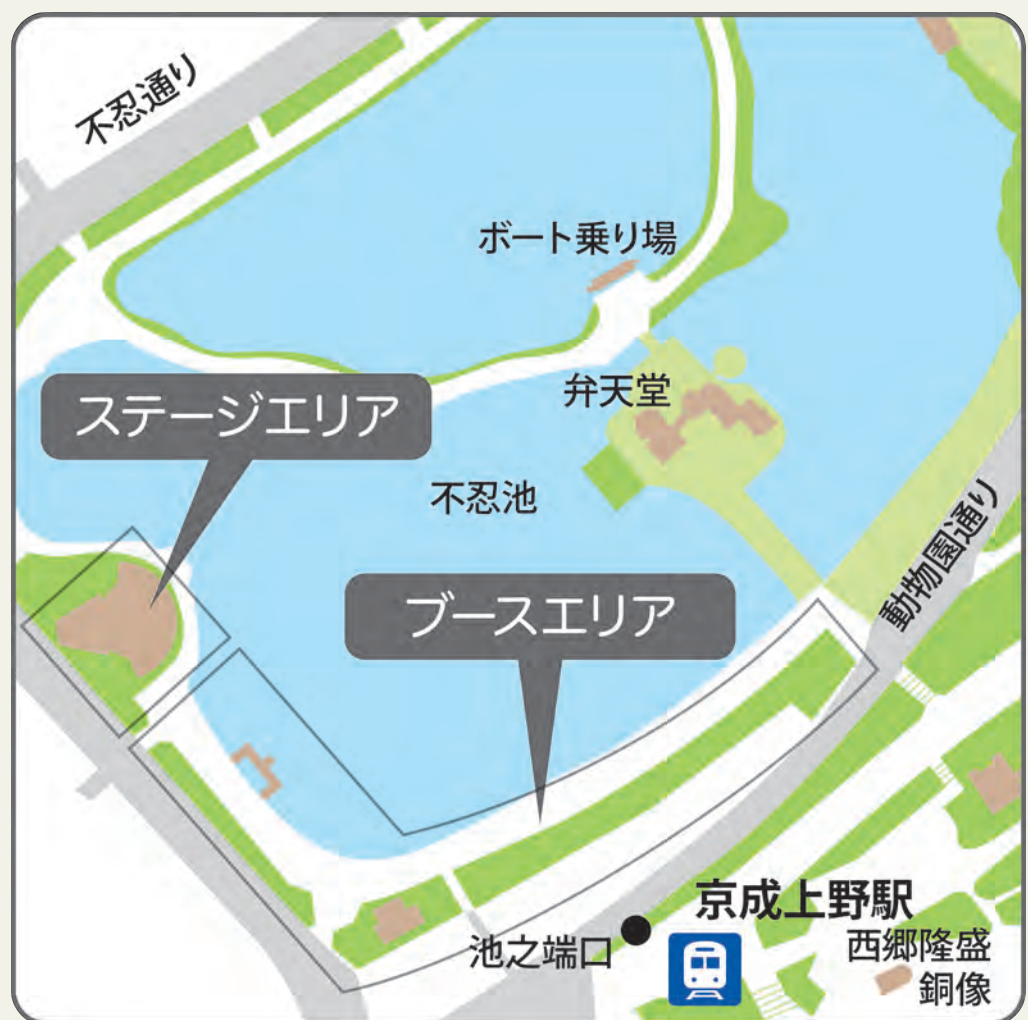 不忍通り
ボート乗り場
弁天堂
ステージエリア
不忍池
動物園通り
ブースエリア
京成上野駅
池之端口
西郷隆盛
銅像